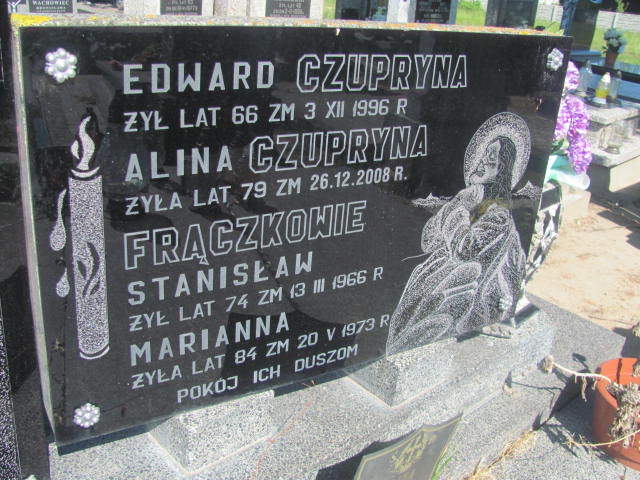 WACHOWIEC
EDWARD CZUPRYNA
ŻYŁ LAT 66 ZM 3 XII 1996 R
ALINA CZUPRYNA
ŻYŁA LAT 79 ZM 26.12.2008 R.
FRĄCZKOWIE
STANISŁAW
ŻYŁ LAT 74 ZM 13 III 1966 R
MARIANNA
ŻYŁA LAT 84 ZM 20 V 1973 R
POKÓJ ICH DUSZOM